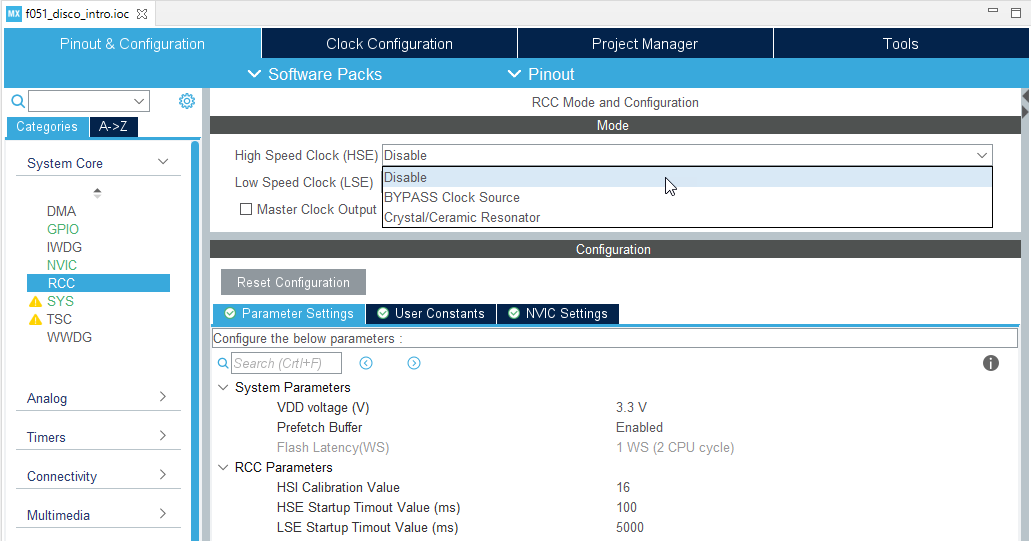 MX f051_disco_intro.ioc
Pinout & Configuration Clock Configuration Project Manager Tools
Software Packs Pinout
Categories A->Z
System Core
DMA
GPIO
IWDG
NVIC
RCC
SYS
TSC
WWDG
Analog
Timers
Connectivity
Multimedia
RCC Mode and Configuration
Mode
High Speed Clock (HSE) Disable
Disable
Low Speed Clock (LSE)
BYPASS Clock Source
Master Clock Output
Crystal/Ceramic Resonator
Configuration
Reset Configuration
Parameter Settings User Constants NVIC Settings
Configure the below parameters :
Search (Crtl+F)
System Parameters
VDD voltage (V) 3.3 V
Prefetch Buffer Enabled
Flash Latency(WS) 1 WS (2 CPU cycle)
RCC Parameters
HSI Calibration Value 16
HSE Startup Timout Value (ms) 100
LSE Startup Timout Value (ms) 5000